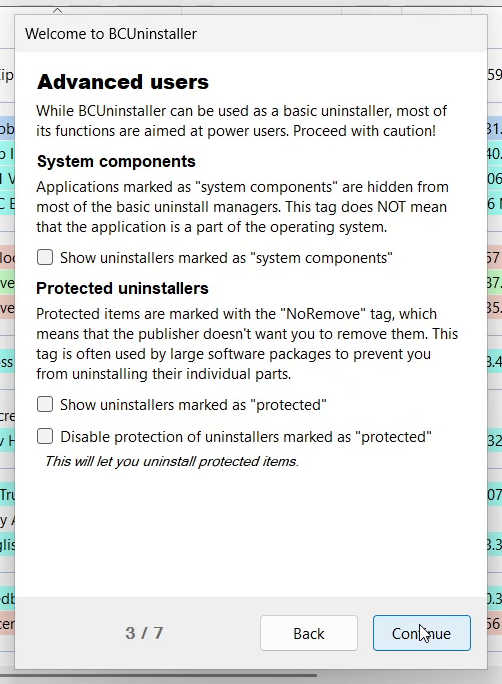 Welcome to BCUninstaller
Advanced users
While BCUninstaller can be used as a basic uninstaller, most of
its functions are aimed at power users. Proceed with caution!
System components
Applications marked as "system components" are hidden from
most of the basic uninstall managers. This tag does NOT mean
that the application is a part of the operating system.
Show uninstallers marked as "system components"
Protected uninstallers
Protected items are marked with the "NoRemove" tag, which
means that the publisher doesn't want you to remove them. This
tag is often used by large software packages to prevent you
from uninstalling their individual parts.
Show uninstallers marked as "protected"
Disable protection of uninstallers marked as "protected"
This will let you uninstall protected items.
3 / 7
Back
Continue